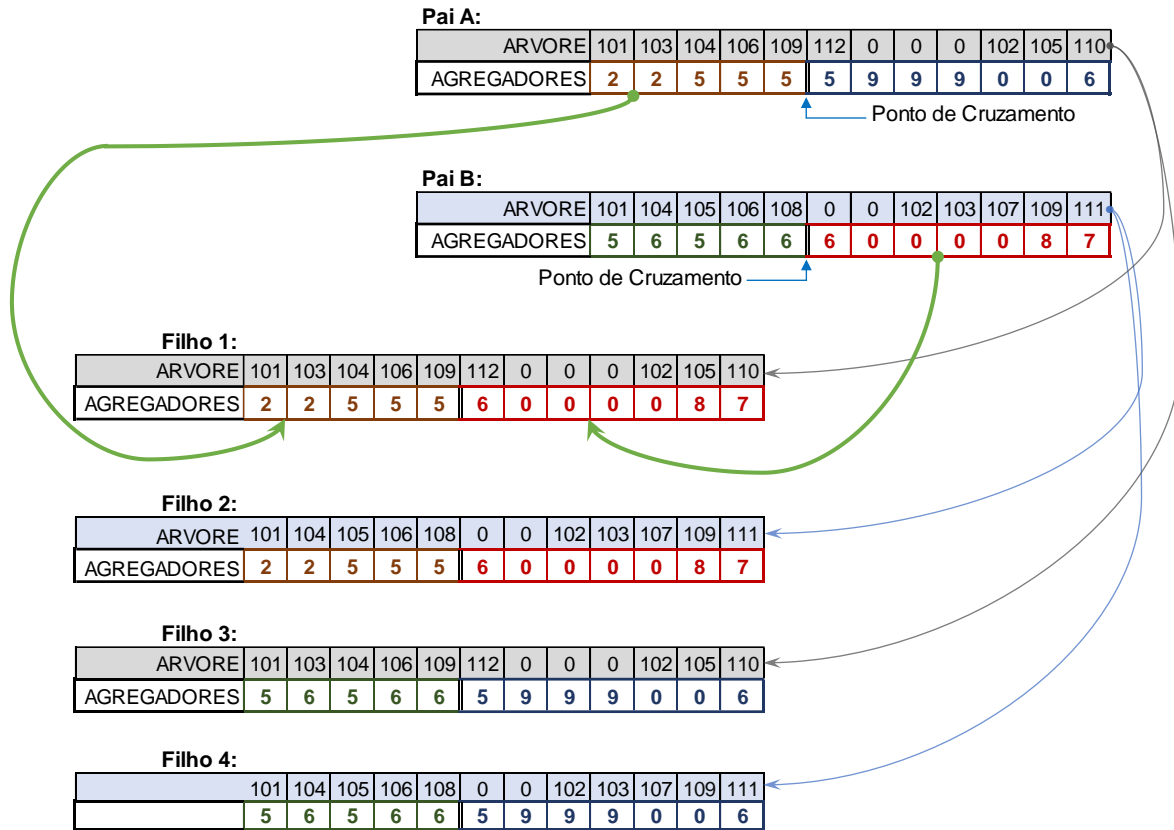 Pai A:
ARVORE 101 103 104 106 109 112 0 0 0 102 105 110
AGREGADORES 2 2 5 5 5 5 9 9 9 0 0 6
Ponto de Cruzamento
Pai B:
ARVORE 101 104 105 106 108 0 0 102 103 107 109 111
AGREGADORES 5 6 5 6 6 6 0 0 0 0 8 7
Ponto de Cruzamento
Filho 1:
ARVORE 101 103 104 106 109 112 0 0 0 102 105 110
AGREGADORES 2 2 5 5 5 6 0 0 0 0 8 7
Filho 2:
ARVORE 101 104 105 106 108 0 0 102 103 107 109 111
AGREGADORES 2 2 5 5 5 6 0 0 0 0 8 7
Filho 3:
ARVORE 101 103 104 106 109 112 0 0 0 102 105 110
AGREGADORES 5 6 5 6 6 5 9 9 9 0 0 6
Filho 4:
101 104 105 106 108 0 0 102 103 107 109 111
5 6 5 6 6 5 9 9 9 0 0 6